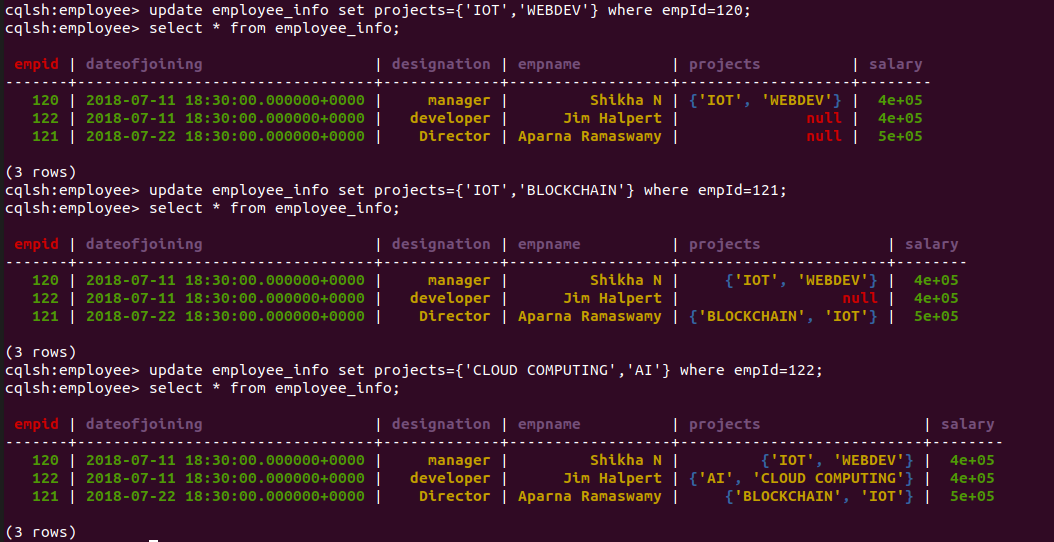 cqlsh:employee> update employee_info set projects={'IOT','WEBDEV'} where empId=120;
cqlsh:employee> select * from employee_info;

 empid | dateofjoining                   | designation | empname          | projects          | salary
-------+---------------------------------+-------------+------------------+-------------------+--------
   120 | 2018-07-11 18:30:00.000000+0000 |     manager |         Shikha N | {'IOT', 'WEBDEV'} |  4e+05
   122 | 2018-07-11 18:30:00.000000+0000 |   developer |      Jim Halpert |              null |  4e+05
   121 | 2018-07-22 18:30:00.000000+0000 |    Director | Aparna Ramaswamy |              null |  5e+05

(3 rows)
cqlsh:employee> update employee_info set projects={'IOT','BLOCKCHAIN'} where empId=121;
cqlsh:employee> select * from employee_info;

 empid | dateofjoining                   | designation | empname          | projects              | salary
-------+---------------------------------+-------------+------------------+-----------------------+--------
   120 | 2018-07-11 18:30:00.000000+0000 |     manager |         Shikha N |     {'IOT', 'WEBDEV'} |  4e+05
   122 | 2018-07-11 18:30:00.000000+0000 |   developer |      Jim Halpert |                  null |  4e+05
   121 | 2018-07-22 18:30:00.000000+0000 |    Director | Aparna Ramaswamy | {'BLOCKCHAIN', 'IOT'} |  5e+05

(3 rows)
cqlsh:employee> update employee_info set projects={'CLOUD COMPUTING','AI'} where empId=122;
cqlsh:employee> select * from employee_info;

 empid | dateofjoining                   | designation | empname          | projects                  | salary
-------+---------------------------------+-------------+------------------+---------------------------+--------
   120 | 2018-07-11 18:30:00.000000+0000 |     manager |         Shikha N |         {'IOT', 'WEBDEV'} |  4e+05
   122 | 2018-07-11 18:30:00.000000+0000 |   developer |      Jim Halpert | {'AI', 'CLOUD COMPUTING'} |  4e+05
   121 | 2018-07-22 18:30:00.000000+0000 |    Director | Aparna Ramaswamy |     {'BLOCKCHAIN', 'IOT'} |  5e+05

(3 rows)